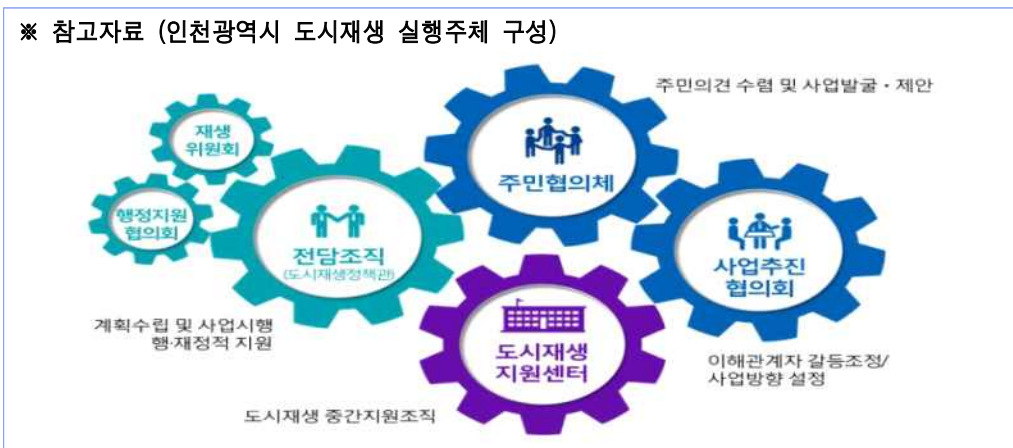 ※ 참고자료 (인천광역시 도시재생 실행주체 구성)
주민의견 수렴 및 사업발굴·제안
재생
위원회
주민협의체
행정지원
협의회
전담조직
(도시재생정책관)
사업추진
협의회
계획수립 및 사업시행
행·재정적 지원
도시재생
지원센터
이해관계자 갈등조정/
사업방향 설정
도시재생 중간지원조직